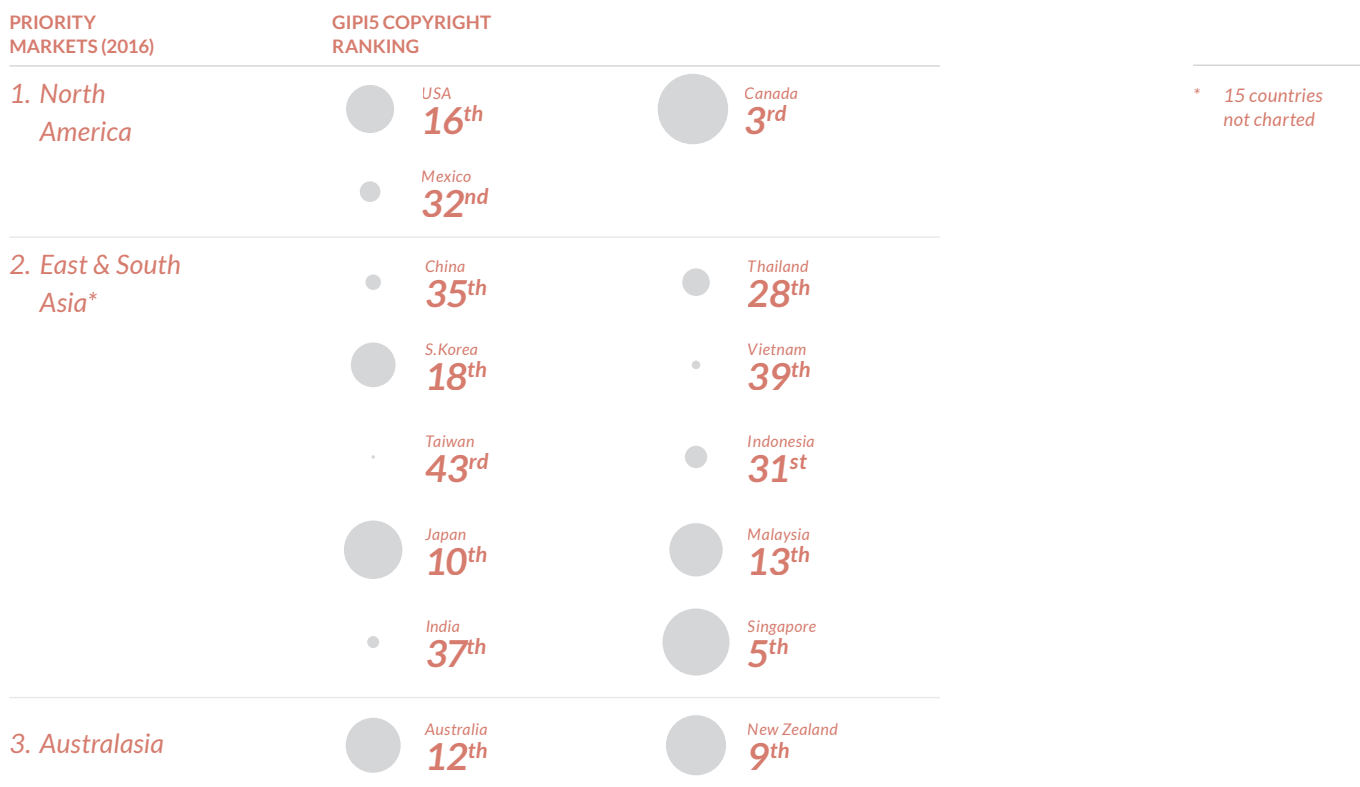 PRIORITY
MARKETS (2016)
GIPI5 COPYRIGHT
RANKING
1. North
America
USA
16th
Canada
3rd
Mexico
32nd
* 15 countries
not charted
2. East & South
Asia*
China
35th
Thailand
28th
S.Korea
18th
Vietnam
39th
Taiwan
43rd
Indonesia
31st
Japan
10th
Malaysia
13th
India
37th
Singapore
5th
3. Australasia
Australia
12th
New Zealand
9th